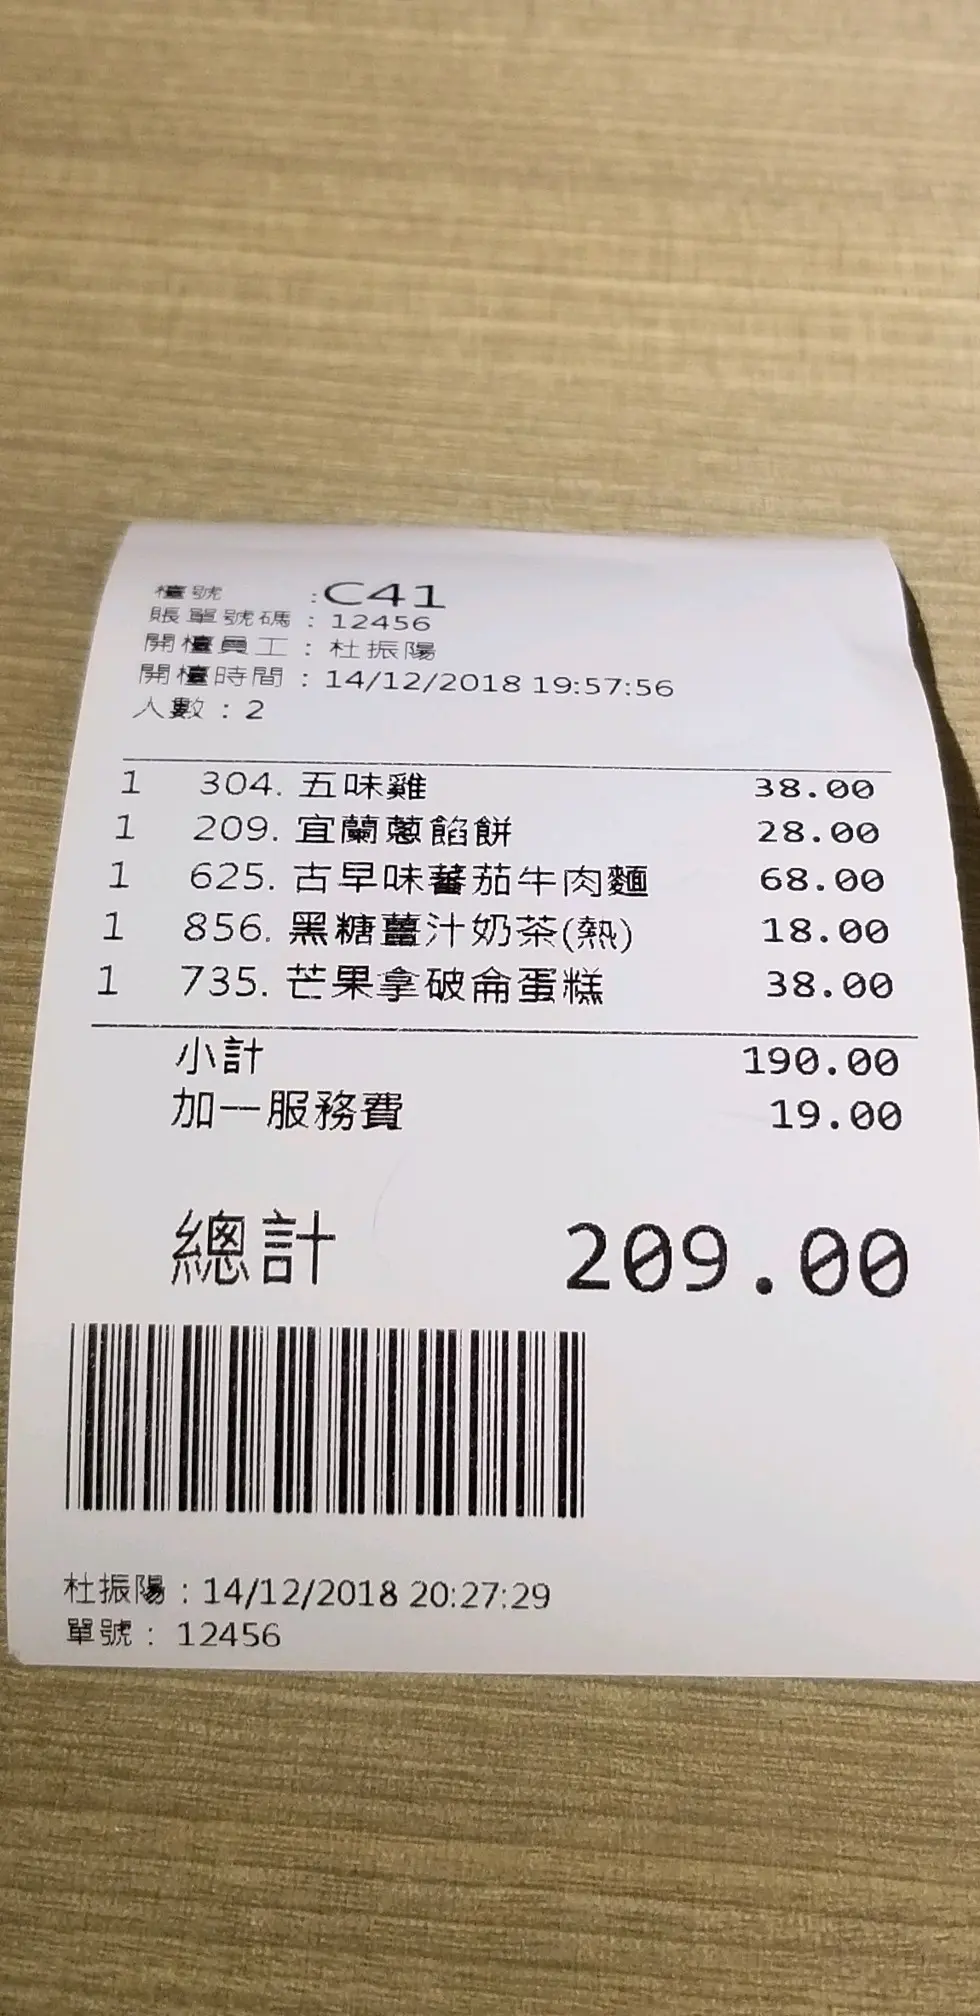 檯號 :C41
賬單號碼 : 12456
開檯員工 : 杜振陽
開檯時間 : 14/12/2018 19:57:56
人數 : 2
1 304. 五味雞 38.00
1 209. 宜蘭蔥餡餅 28.00
1 625. 古早味蕃茄牛肉麵 68.00
1 856. 黑糖薑汁奶茶(熱) 18.00
1 735. 芒果拿破侖蛋糕 38.00
小計 190.00
加一服務費 19.00
總計 209.00
杜振陽 : 14/12/2018 20:27:29
單號 : 12456